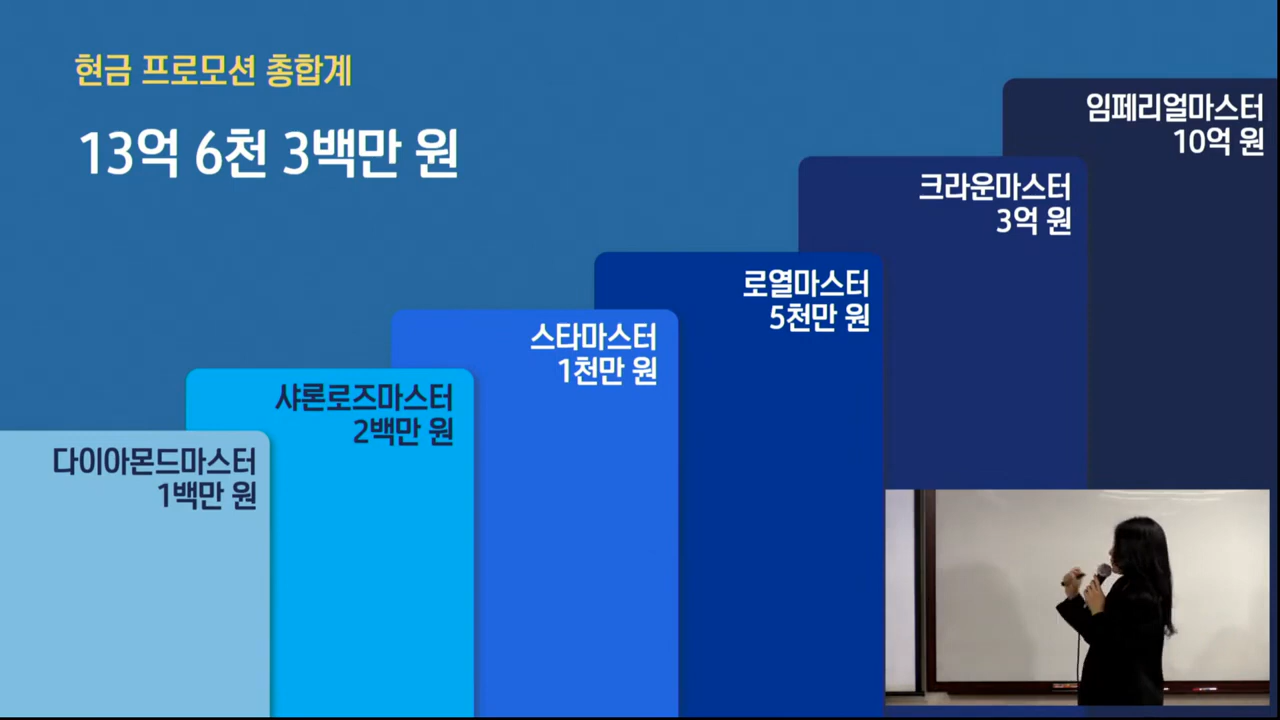 현금 프로모션 총합계
13억 6천 3백만 원
임페리얼마스터
10억 원
크라운마스터
3억 원
로열마스터
5천만 원
스타마스터
1천만 원
샤론로즈마스터
2백만 원
다이아몬드마스터
1백만 원